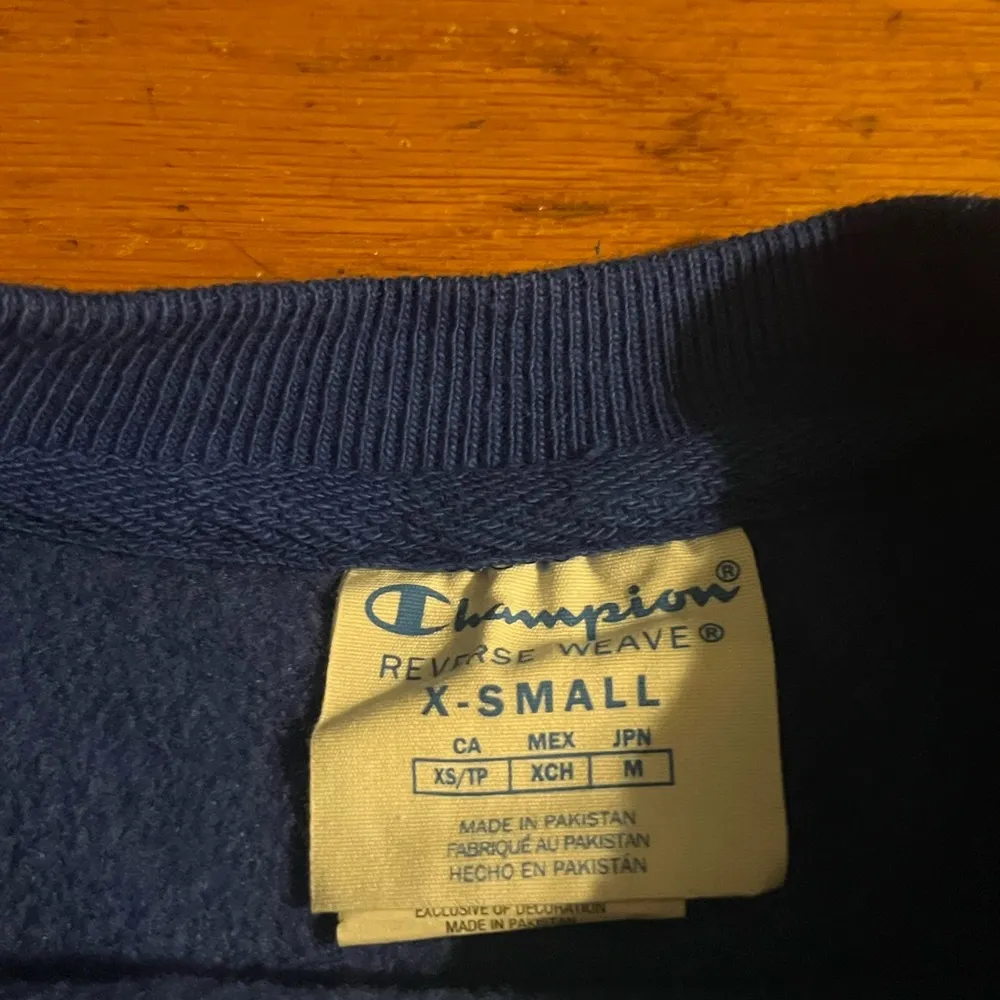 Champion®
REVERSE WEAVE®
X-SMALL
CA MEX JPN
XS/TP XCH M
MADE IN PAKISTAN
FABRIQUÉ AU PAKISTAN
HECHO EN PAKISTÁN
EXCLUSIVE OF DECORATION
MADE IN PAKISTAN